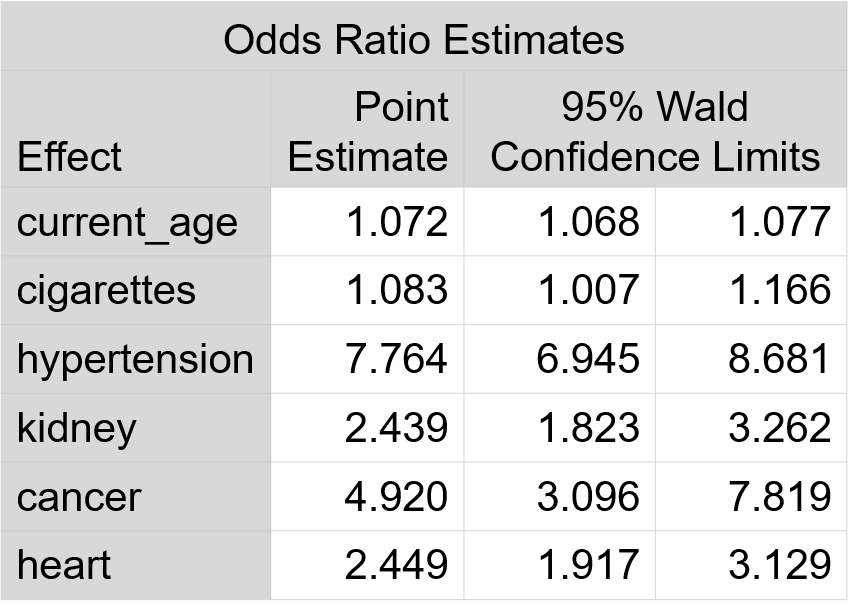 Odds Ratio Estimates
Effect Point Estimate 95% Wald Confidence Limits
current_age 1.072 1.068 1.077
cigarettes 1.083 1.007 1.166
hypertension 7.764 6.945 8.681
kidney 2.439 1.823 3.262
cancer 4.920 3.096 7.819
heart 2.449 1.917 3.129